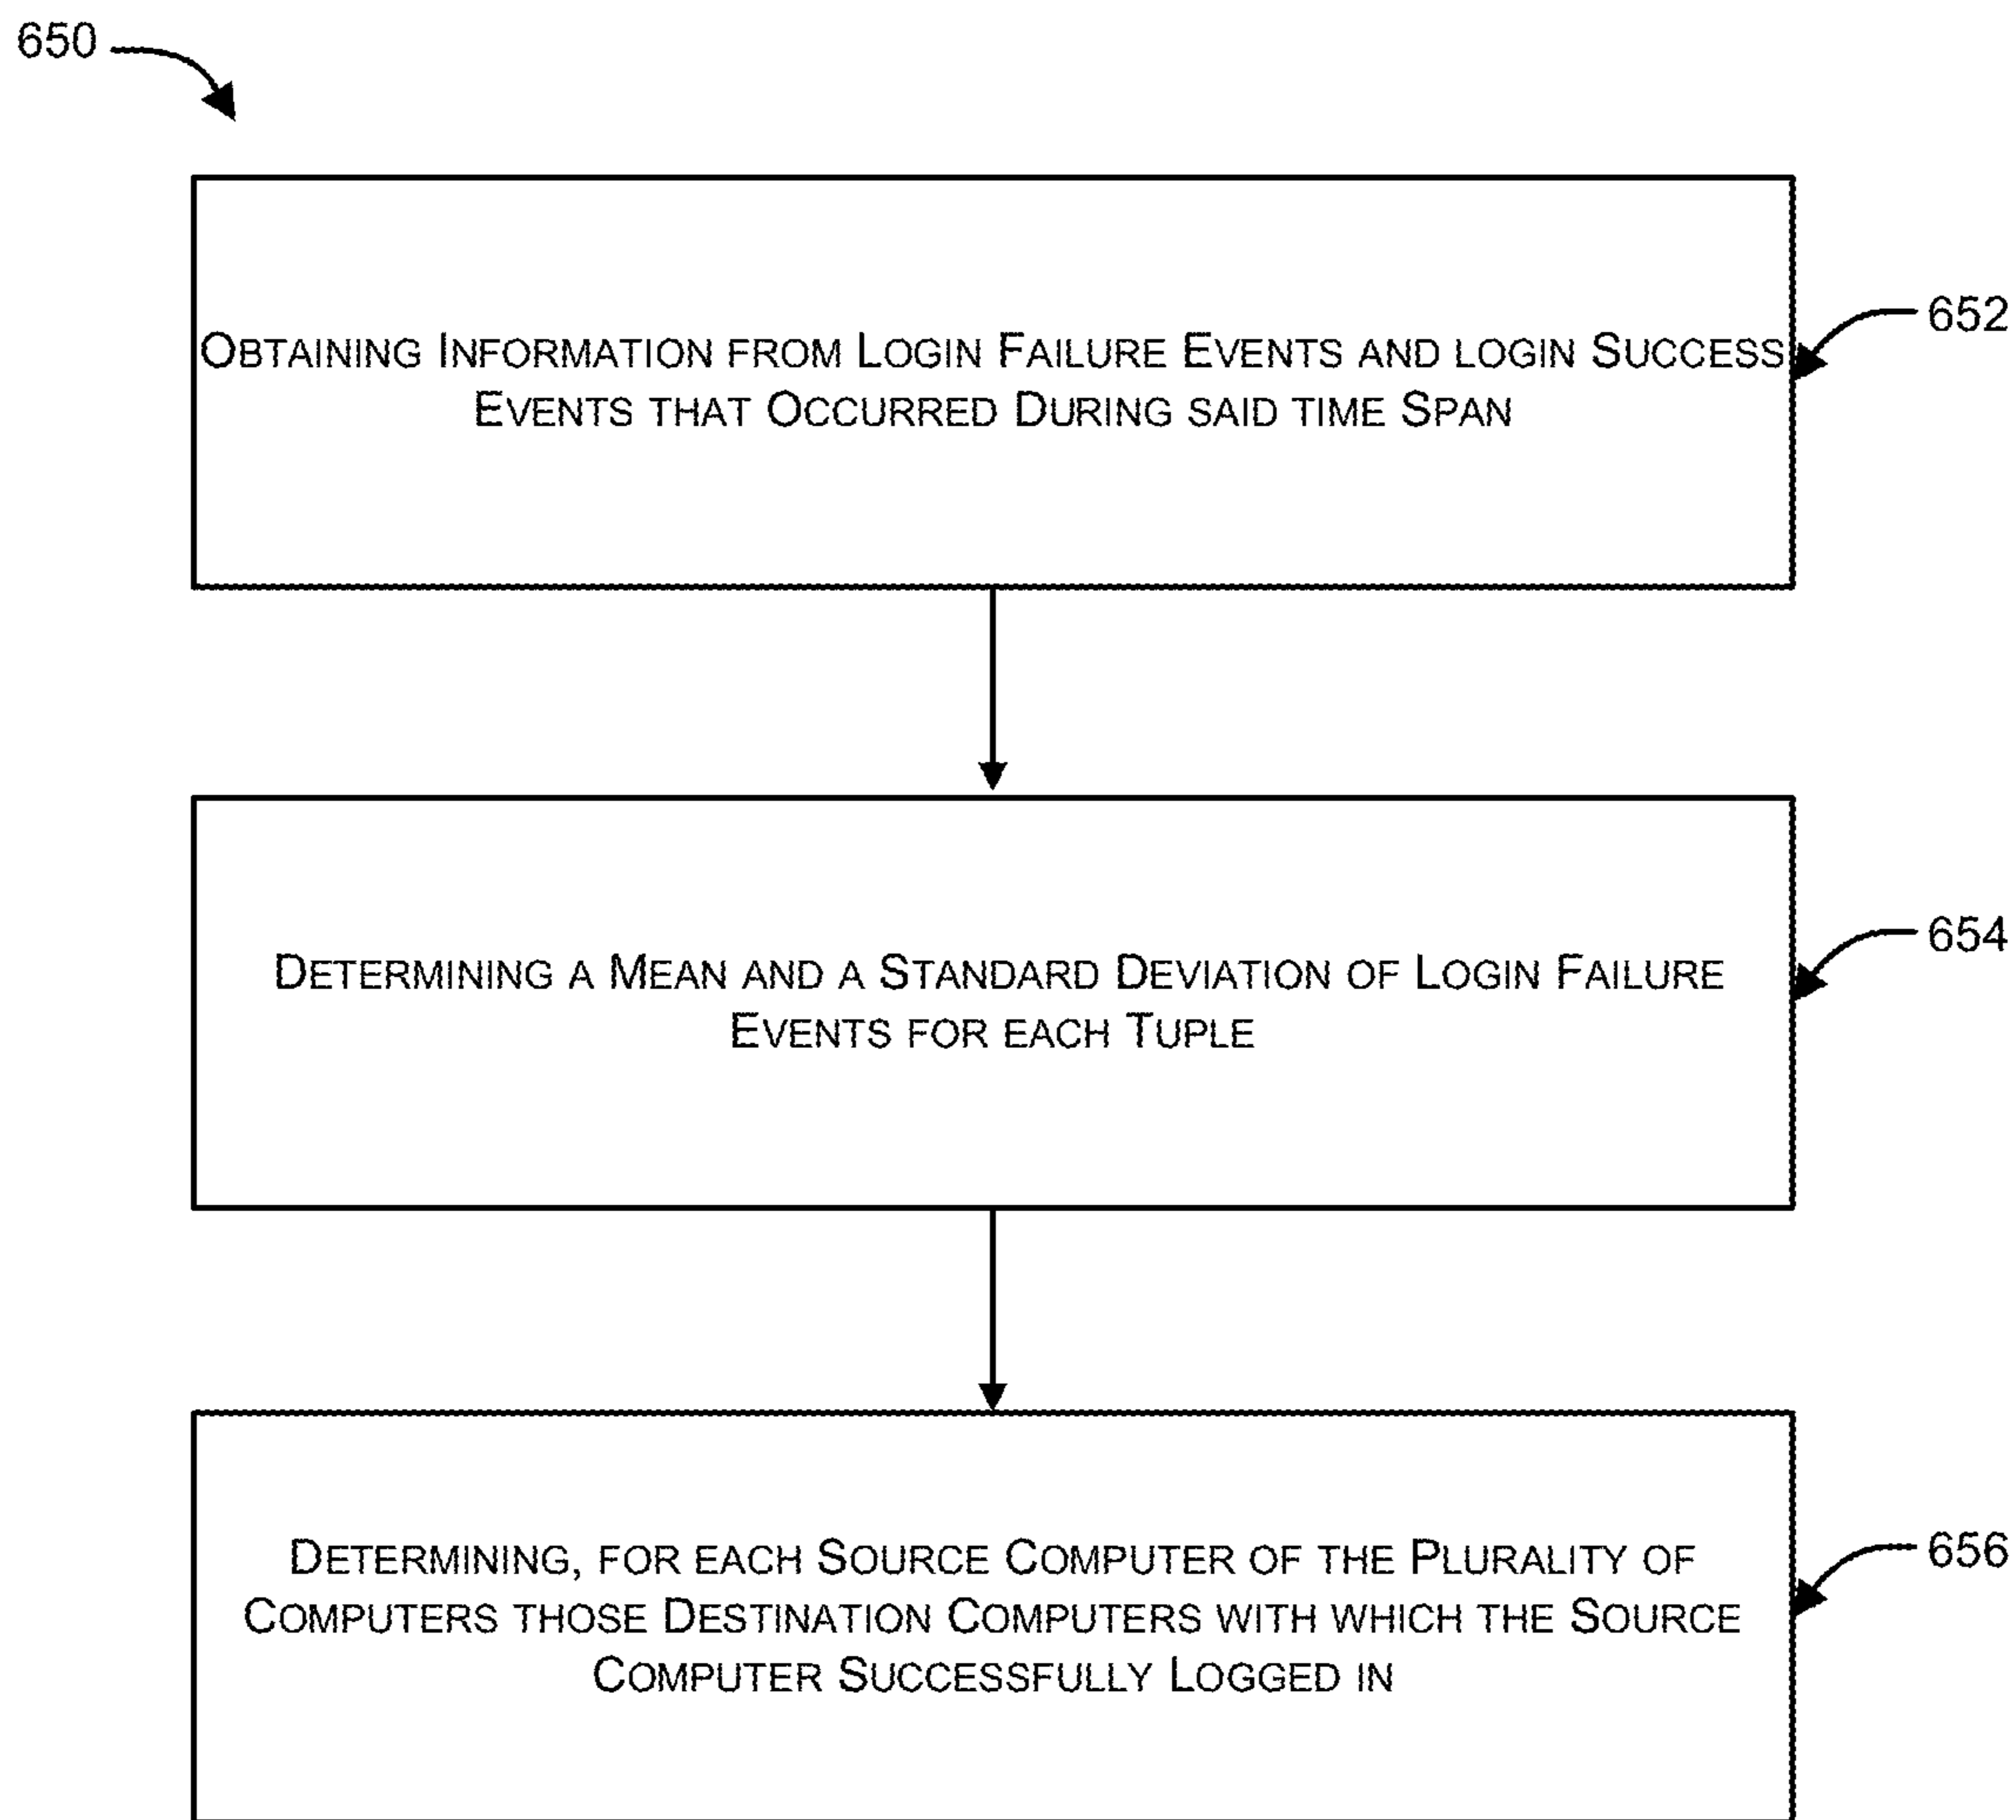 650
OBTAINING INFORMATION FROM LOGIN FAILURE EVENTS AND LOGIN SUCCESS
EVENTS THAT OCCURRED DURING SAID TIME SPAN
652
DETERMINING A MEAN AND A STANDARD DEVIATION OF LOGIN FAILURE
EVENTS FOR EACH TUPLE
654
DETERMINING, FOR EACH SOURCE COMPUTER OF THE PLURALITY OF
COMPUTERS THOSE DESTINATION COMPUTERS WITH WHICH THE SOURCE
COMPUTER SUCCESSFULLY LOGGED IN
656